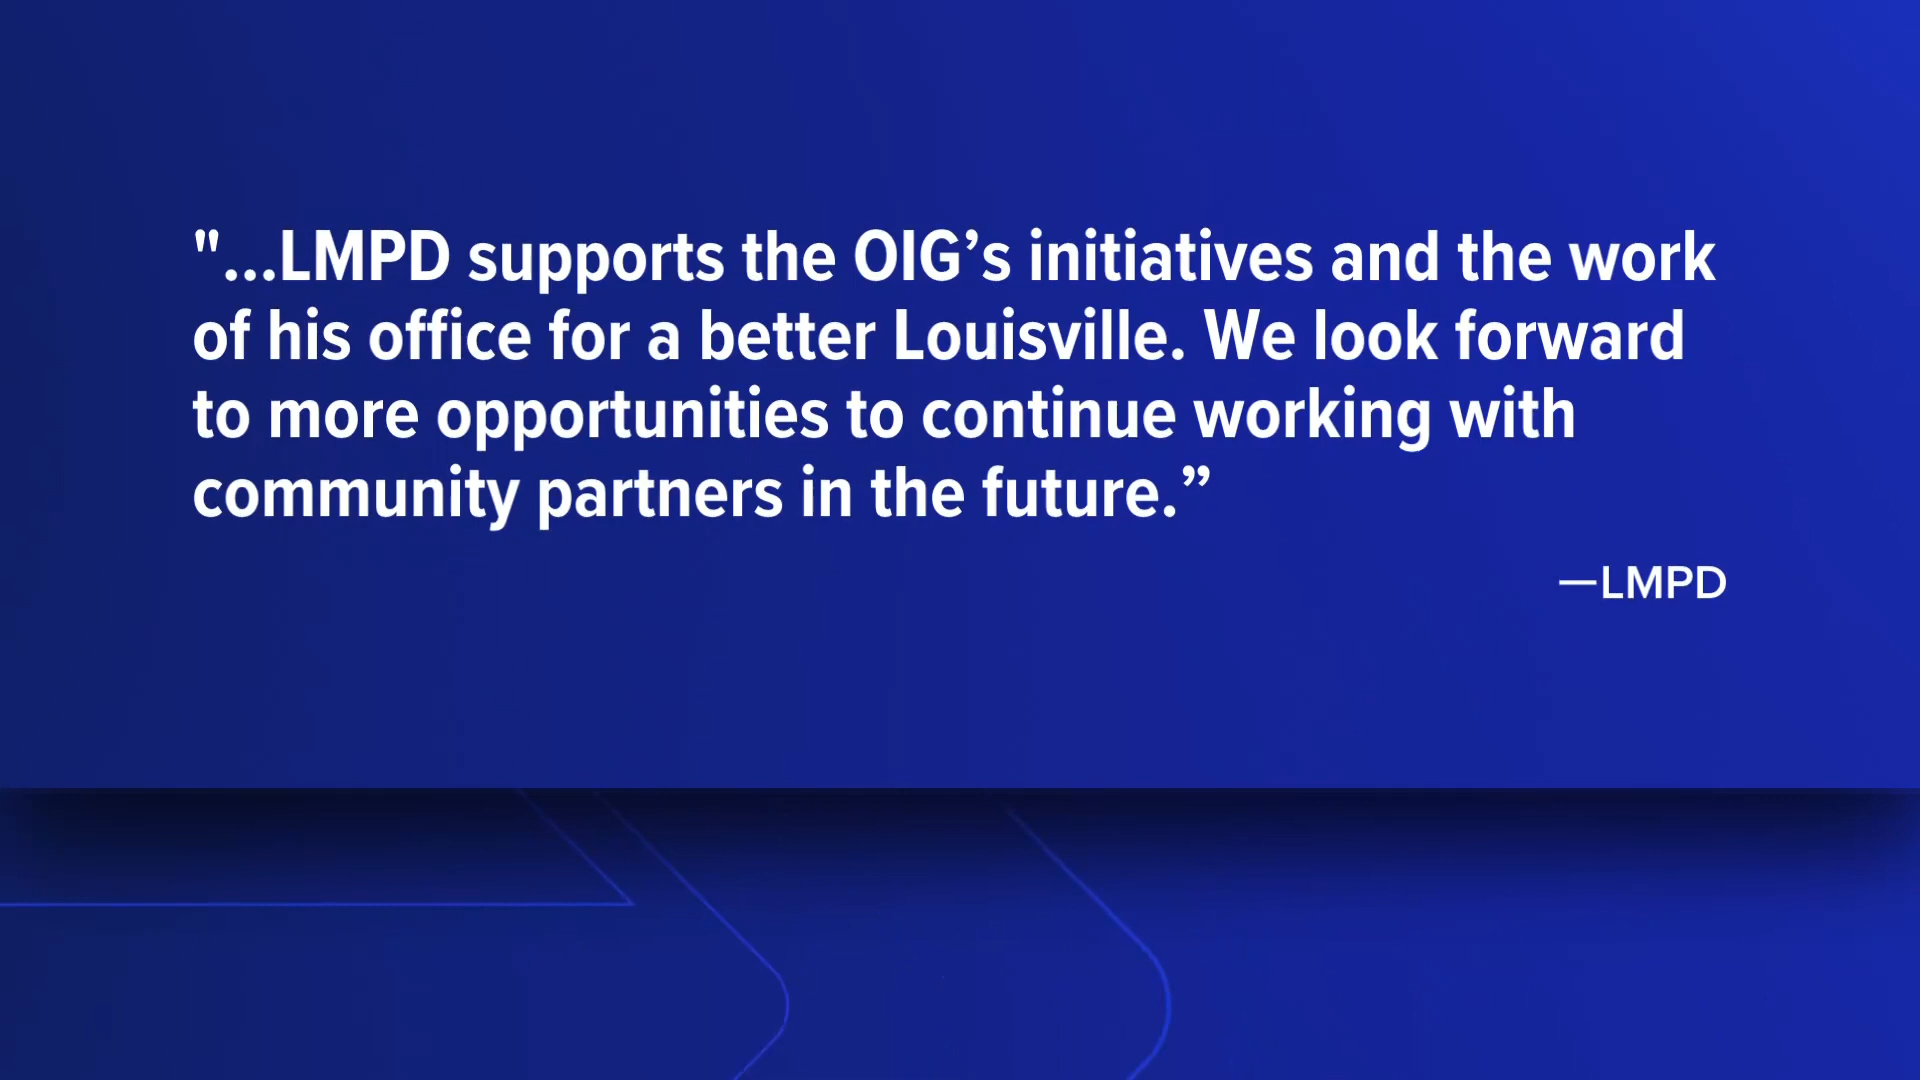 "...LMPD supports the OIG’s initiatives and the work
of his office for a better Louisville. We look forward
to more opportunities to continue working with
community partners in the future.”
—LMPD